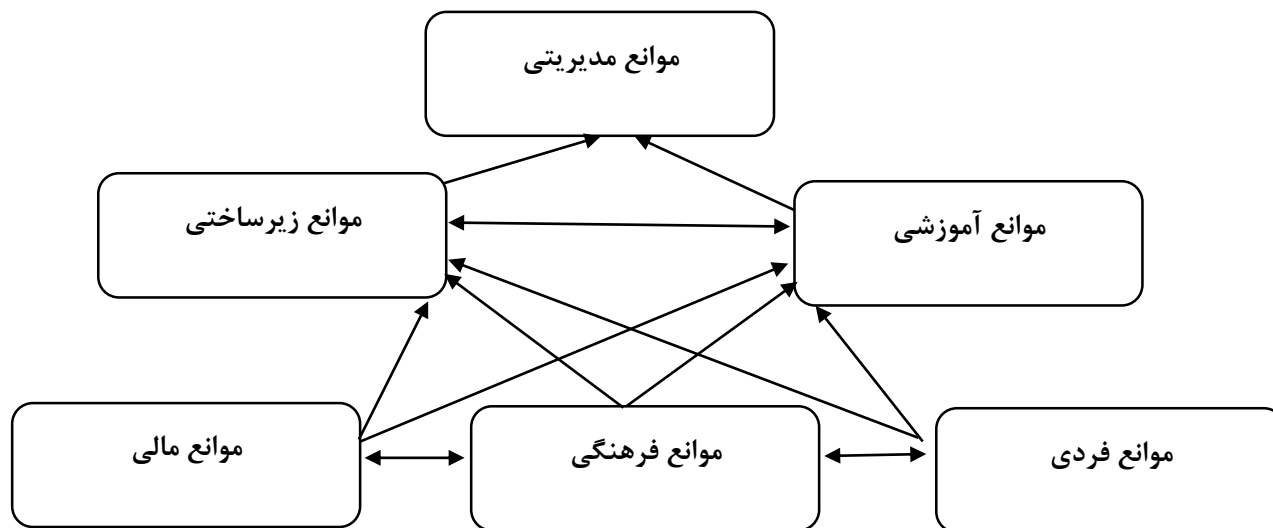 موانع مدیریتی
موانع زیرساختی
موانع آموزشی
موانع مالی
موانع فرهنگی
موانع فردی